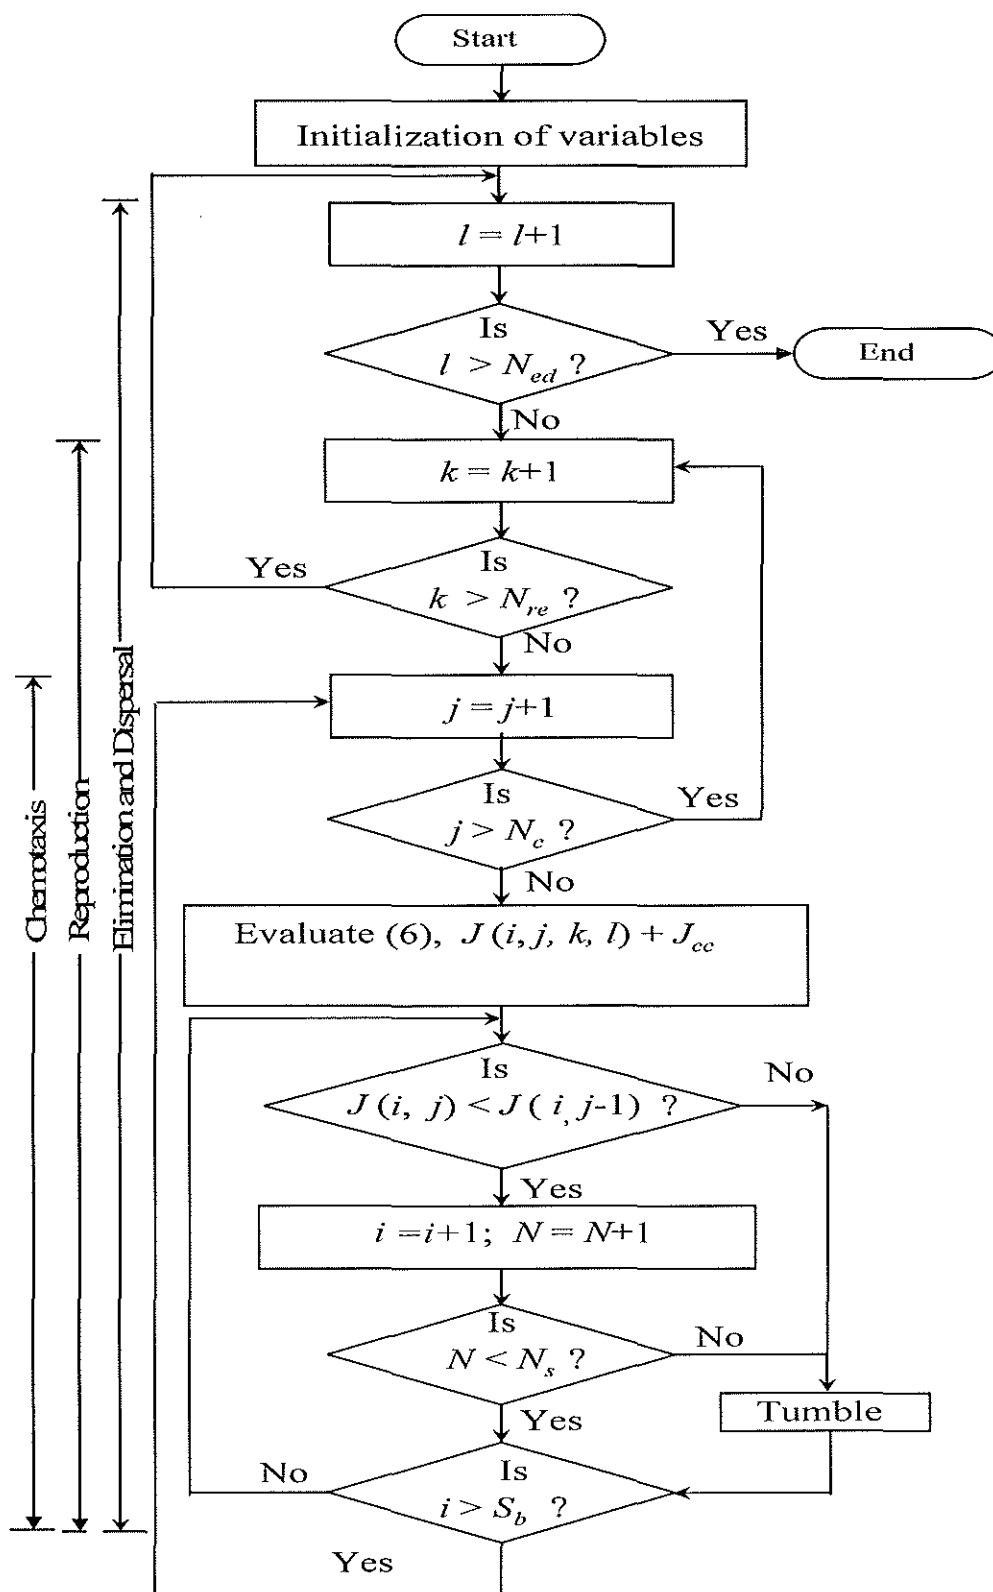 Start
Initialization of variables
l = l+1
Is
l > N_ed ?
Yes
End
No
k = k+1
Yes
Is
k > N_re ?
No
j = j+1
Is
j > N_c ?
Yes
No
Evaluate (6), J (i, j, k, l) + J_cc
Is
J (i, j) < J ( i, j-1) ?
No
Yes
i =i+1; N = N+1
Is
N < N_s ?
No
Yes
Tumble
No
Is
i > S_b ?
Yes
Chemotaxis
Reproduction
Elimination and Dispersal